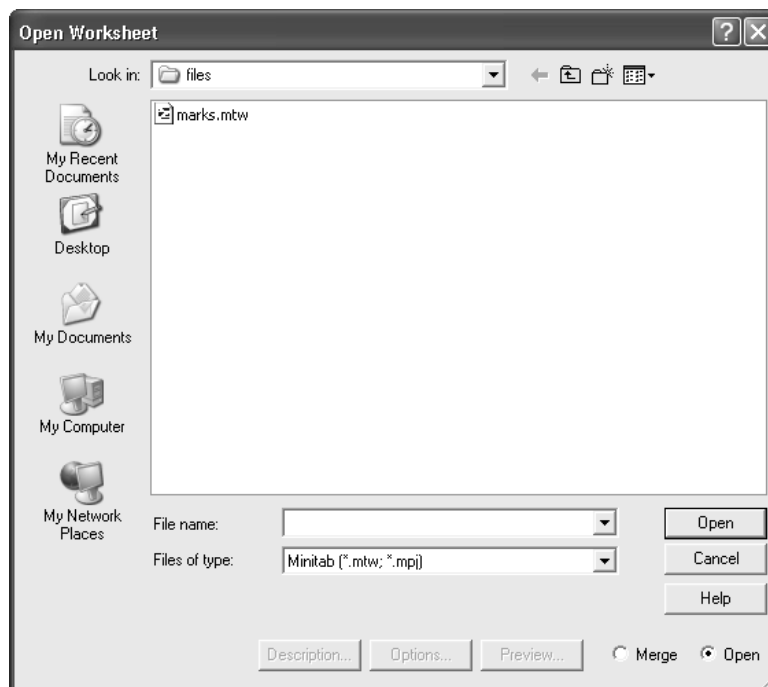 Open Worksheet
Look in: files
marks.mtw
My Recent
Documents
Desktop
My Documents
My Computer
My Network
Places
File name:
Open
Files of type: Minitab (*.mtw; *.mpj)
Cancel
Help
Description... Options... Preview... Merge Open